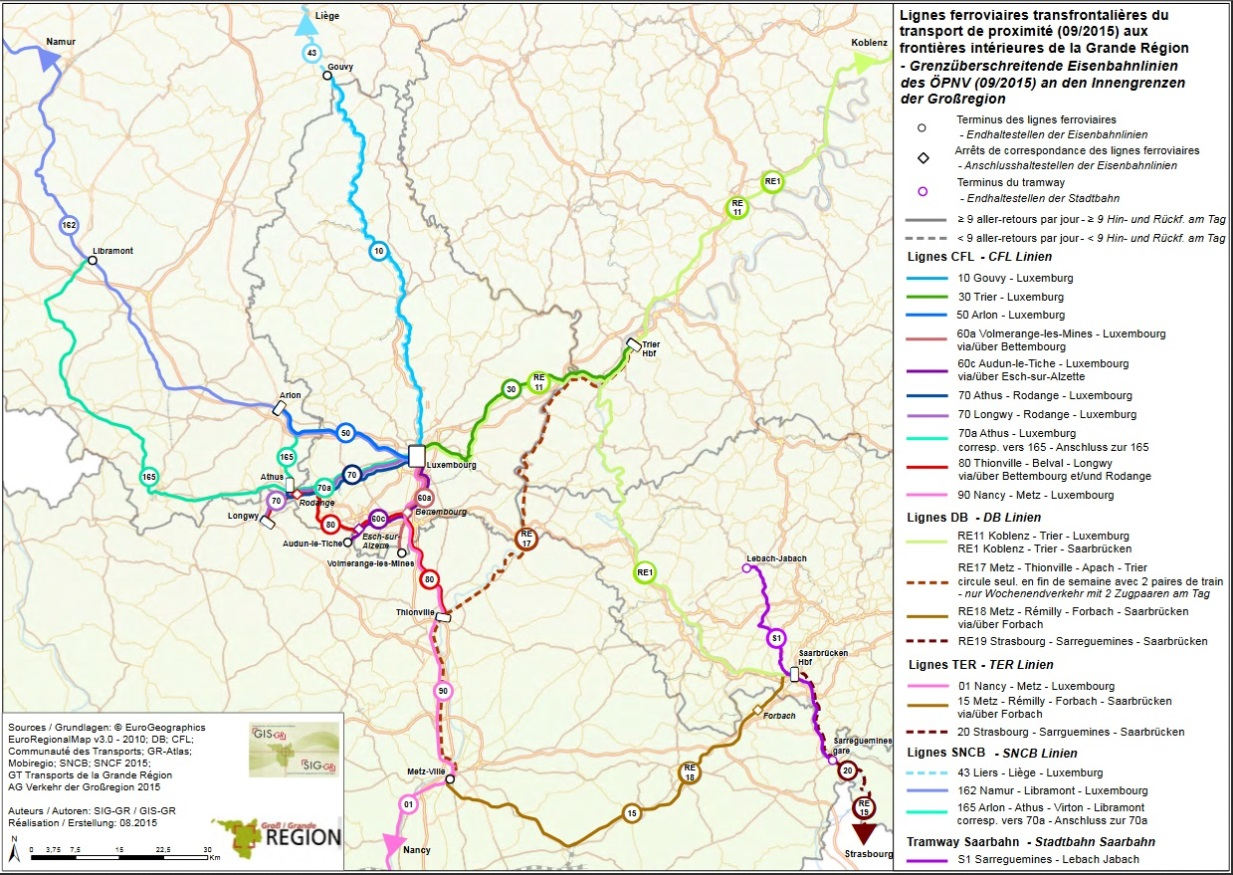 Lignes ferroviaires transfrontalières du
transport de proximité (09/2015) aux
frontières intérieures de la Grande Région
- Grenzüberschreitende Eisenbahnlinien
des ÖPNV (09/2015) an den Innengrenzen
der Großregion
Terminus des lignes ferroviaires
- Endhaltestellen der Eisenbahnlinien
Arrêts de correspondance des lignes ferroviaires
- Anschlusshaltestellen der Eisenbahnlinien
Terminus du tramway
- Endhaltestellen der Stadtbahn
≥ 9 aller-retours par jour - ≥ 9 Hin- und Rückf. am Tag
< 9 aller-retours par jour - < 9 Hin- und Rückf. am Tag
Lignes CFL - CFL Linien
10 Gouvy - Luxemburg
30 Trier - Luxemburg
50 Arlon - Luxemburg
60a Volmerange-les-Mines - Luxembourg
via/über Bettembourg
60c Audun-le-Tiche - Luxembourg
via/über Esch-sur-Alzette
70 Athus - Rodange - Luxembourg
70 Longwy - Rodange - Luxemburg
70a Athus - Luxemburg
corresp. vers 165 - Anschluss zur 165
80 Thionville - Belval - Longwy
via/über Bettembourg et/und Rodange
90 Nancy - Metz - Luxembourg
Lignes DB - DB Linien
RE11 Koblenz - Trier - Luxemburg
RE1 Koblenz - Trier - Saarbrücken
RE17 Metz - Thionville - Apach - Trier
circule seul. en fin de semaine avec 2 paires de train
- nur Wochenendverkehr mit 2 Zugpaaren am Tag
RE18 Metz - Rémilly - Forbach - Saarbrücken
via/über Forbach
RE19 Strasbourg - Sarreguemines - Saarbrücken
Lignes TER - TER Linien
01 Nancy - Metz - Luxembourg
15 Metz - Rémilly - Forbach - Saarbrücken
via/über Forbach
20 Strasbourg - Sarrguemines - Saarbrücken
Lignes SNCB - SNCB Linien
43 Liers - Liège - Luxemburg
162 Namur - Libramont - Luxembourg
165 Arlon - Athus - Virton - Libramont
corresp. vers 70a - Anschluss zur 70a
Tramway Saarbahn - Stadtbahn Saarbahn
S1 Sarreguemines - Lebach Jabach
Liège
Namur
43
Gouvy
Koblenz
RE1
RE
11
162
Libramont
10
Trier
Hbf
30
RE
11
Arlon
50
165
Luxembourg
Athus
70
70a
165
70
Rodange
60a
Longwy
80
60c
Bettembourg
Esch-sur-
Alzette
Audun-le-Tiche
Volmerange-les-Mines
RE
17
80
RE1
Lebach-Jabach
Thionville
S1
Saarbrücken
Hbf
90
Forbach
Sarreguemines
gare
Metz-Ville
RE
18
20
01
15
RE
19
Nancy
Strasbourg
Sources / Grundlagen: © EuroGeographics
EuroRegionalMap v3.0 - 2010; DB; CFL;
Communauté des Transports; GR-Atlas;
Mobiregio; SNCB; SNCF 2015;
GT Transports de la Grande Région
AG Verkehr der Großregion 2015
GIS-GR
SIG-GR
Auteurs / Autoren: SIG-GR / GIS-GR
Réalisation / Erstellung: 08.2015
Groß / Grande
REGION
N
0 3,75 7,5 15 22,5 30
Km